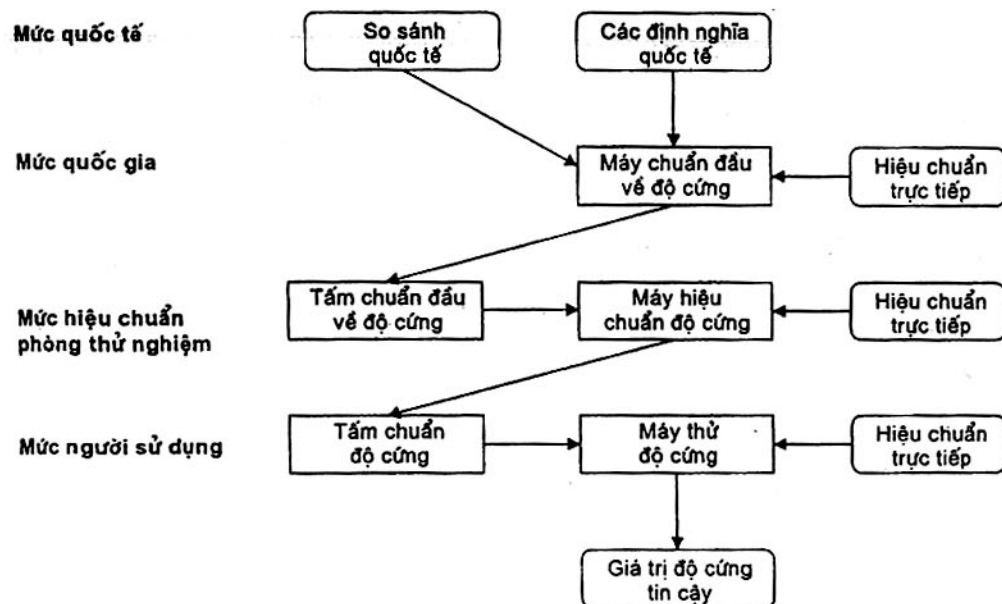 Mức quốc tế
So sánh
quốc tế
Các định nghĩa
quốc tế
Mức quốc gia
Máy chuẩn đầu
về độ cứng
Hiệu chuẩn
trực tiếp
Mức hiệu chuẩn
phòng thử nghiệm
Tấm chuẩn đầu
về độ cứng
Máy hiệu
chuẩn độ cứng
Hiệu chuẩn
trực tiếp
Mức người sử dụng
Tấm chuẩn
độ cứng
Máy thử
độ cứng
Hiệu chuẩn
trực tiếp
Giá trị độ cứng
tin cậy